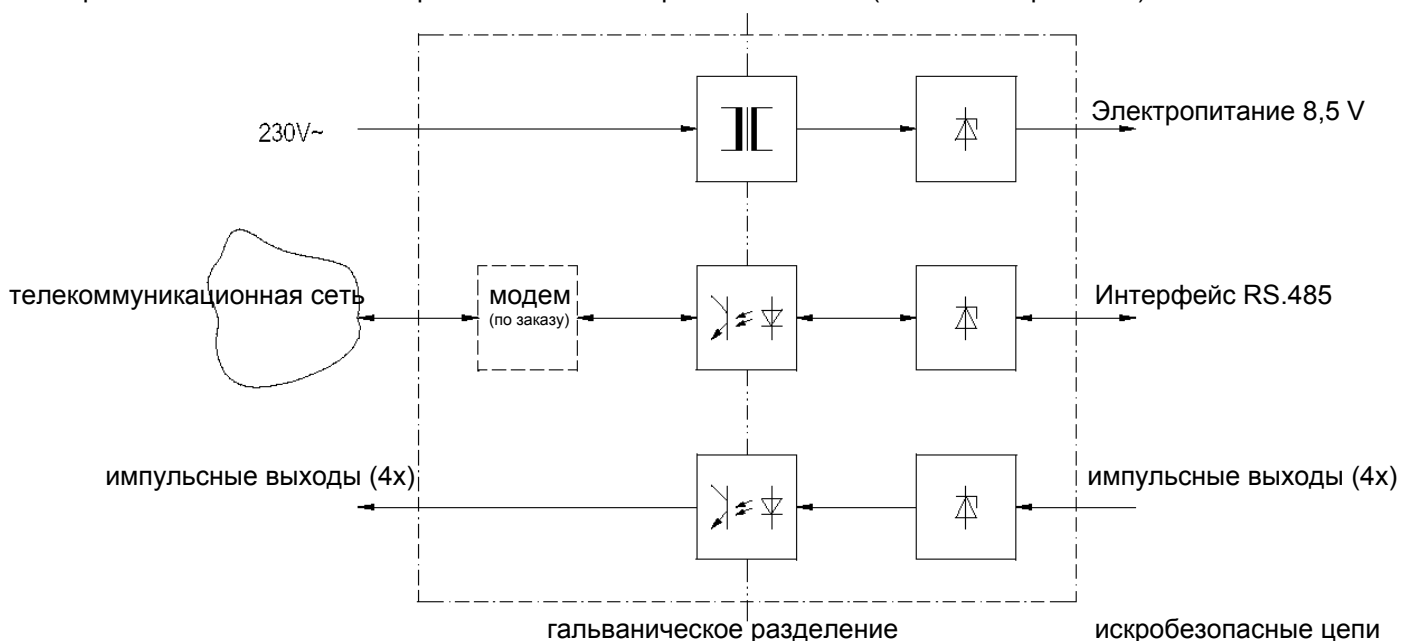 230V~
Электропитание 8,5 V
телекоммуникационная сеть
модем
(по заказу)
Интерфейс RS.485
импульсные выходы (4x)
импульсные выходы (4x)
гальваническое разделение
искробезопасные цепи